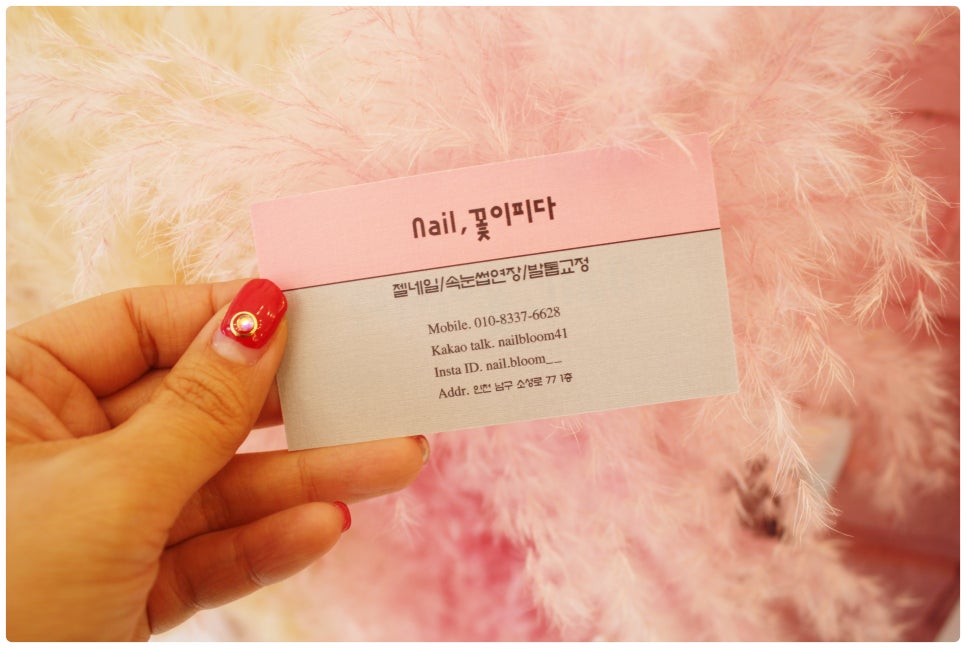 Nail,꽃이피다
젤네일/속눈썹연장/발톱교정
Mobile. 010-8337-6628
Kakao talk. nailbloom41
Insta ID. nail.bloom__
Addr. 인천 남구 소성로 77 1층